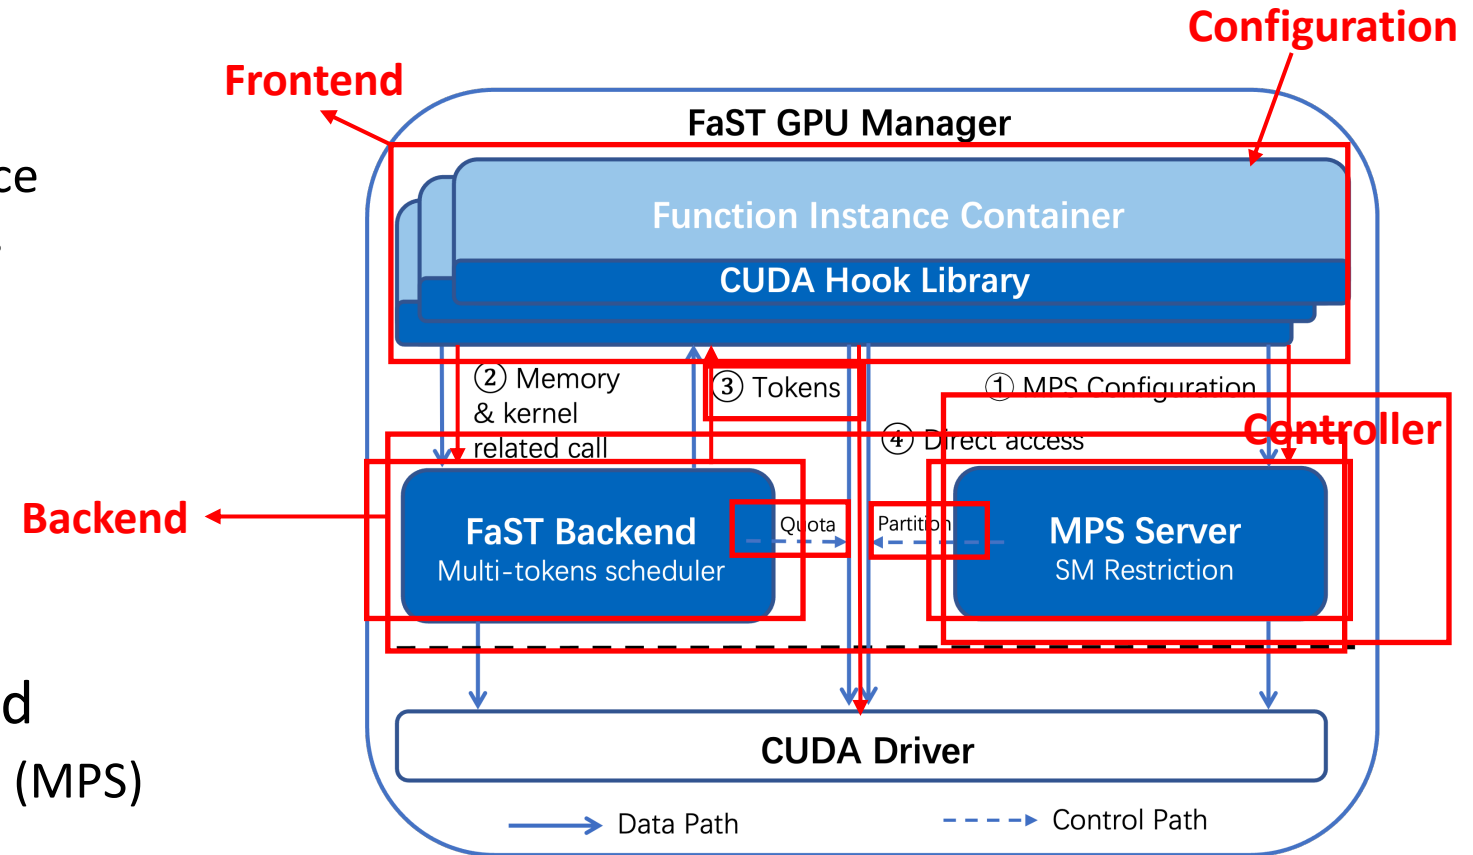 Configuration
Frontend
FaST GPU Manager
ce
Function Instance Container
CUDA Hook Library
② Memory
& kernel
related call
③ Tokens
① MPS Configuration
④ Direct access
Controller
Backend
FaST Backend
Multi-tokens scheduler
Quota
Partition
MPS Server
SM Restriction
d
(MPS)
CUDA Driver
Data Path
Control Path